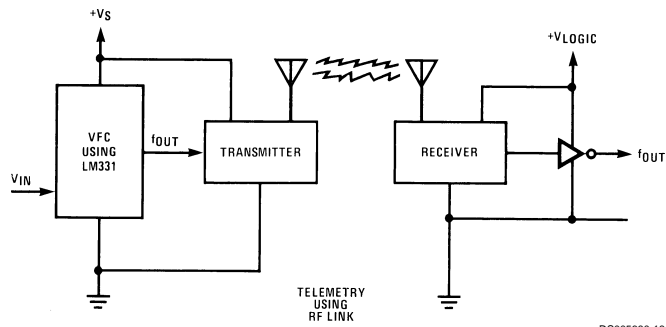 +VS
+VLOGIC
VFC
USING
LM331
fOUT
TRANSMITTER
RECEIVER
fOUT
VIN
TELEMETRY
USING
RF LINK